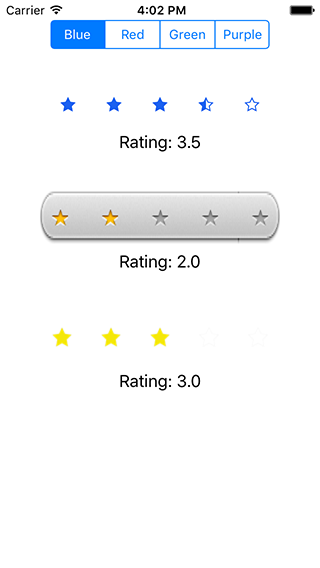 Carrier 4:02 PM
Blue Red Green Purple
Rating: 3.5
Rating: 2.0
Rating: 3.0